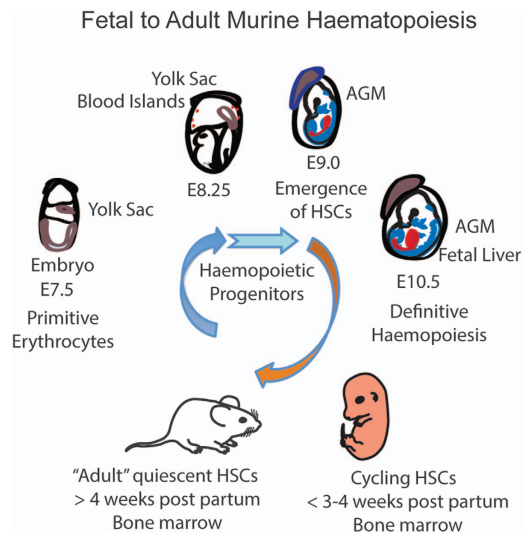 Fetal to Adult Murine Haematopoiesis
Yolk Sac
Blood Islands
E8.25
AGM
E9.0
Emergence
of HSCs
Yolk Sac
Embryo
E7.5
Primitive
Erythrocytes
AGM
Fetal Liver
E10.5
Definitive
Haemopoiesis
Haemopoietic
Progenitors
"Adult" quiescent HSCs
> 4 weeks post partum
Bone marrow
Cycling HSCs
< 3-4 weeks post partum
Bone marrow